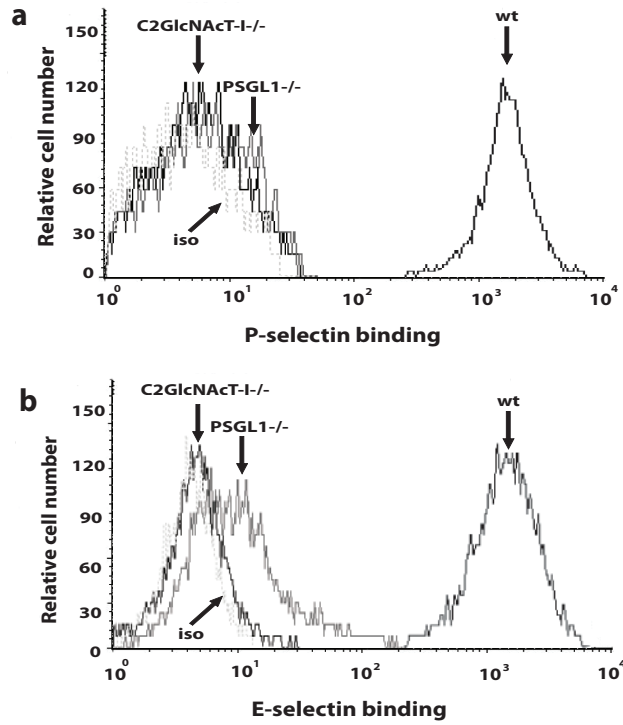 a
150
120
90
60
30
0
Relative cell number
C2GlcNAcT-I-/-
PSGL1-/-
wt
iso
10⁰ 10¹ 10² 10³ 10⁴
P-selectin binding
b
150
120
90
60
30
0
Relative cell number
C2GlcNAcT-I-/-
PSGL1-/-
wt
iso
10⁰ 10¹ 10² 10³ 10⁴
E-selectin binding